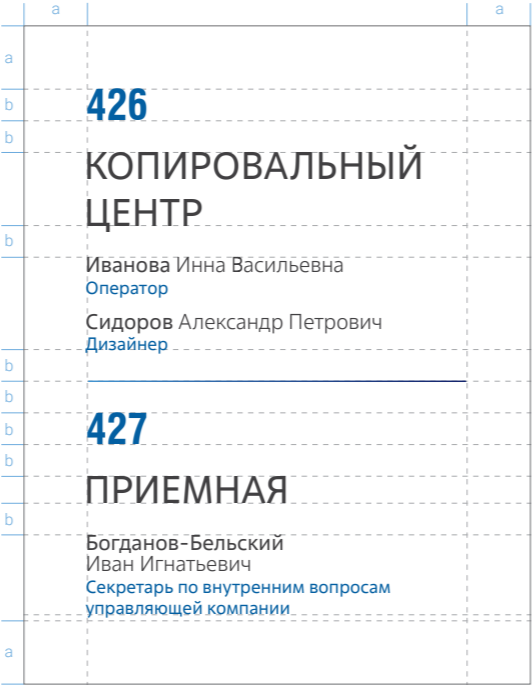 a
a
a
b
426
b
КОПИРОВАЛЬНЫЙ
ЦЕНТР
b
Иванова Инна Васильевна
Оператор
Сидоров Александр Петрович
Дизайнер
b
b
b
427
b
ПРИЕМНАЯ
b
Богданов-Бельский
Иван Игнатьевич
Секретарь по внутренним вопросам
управляющей компании
a